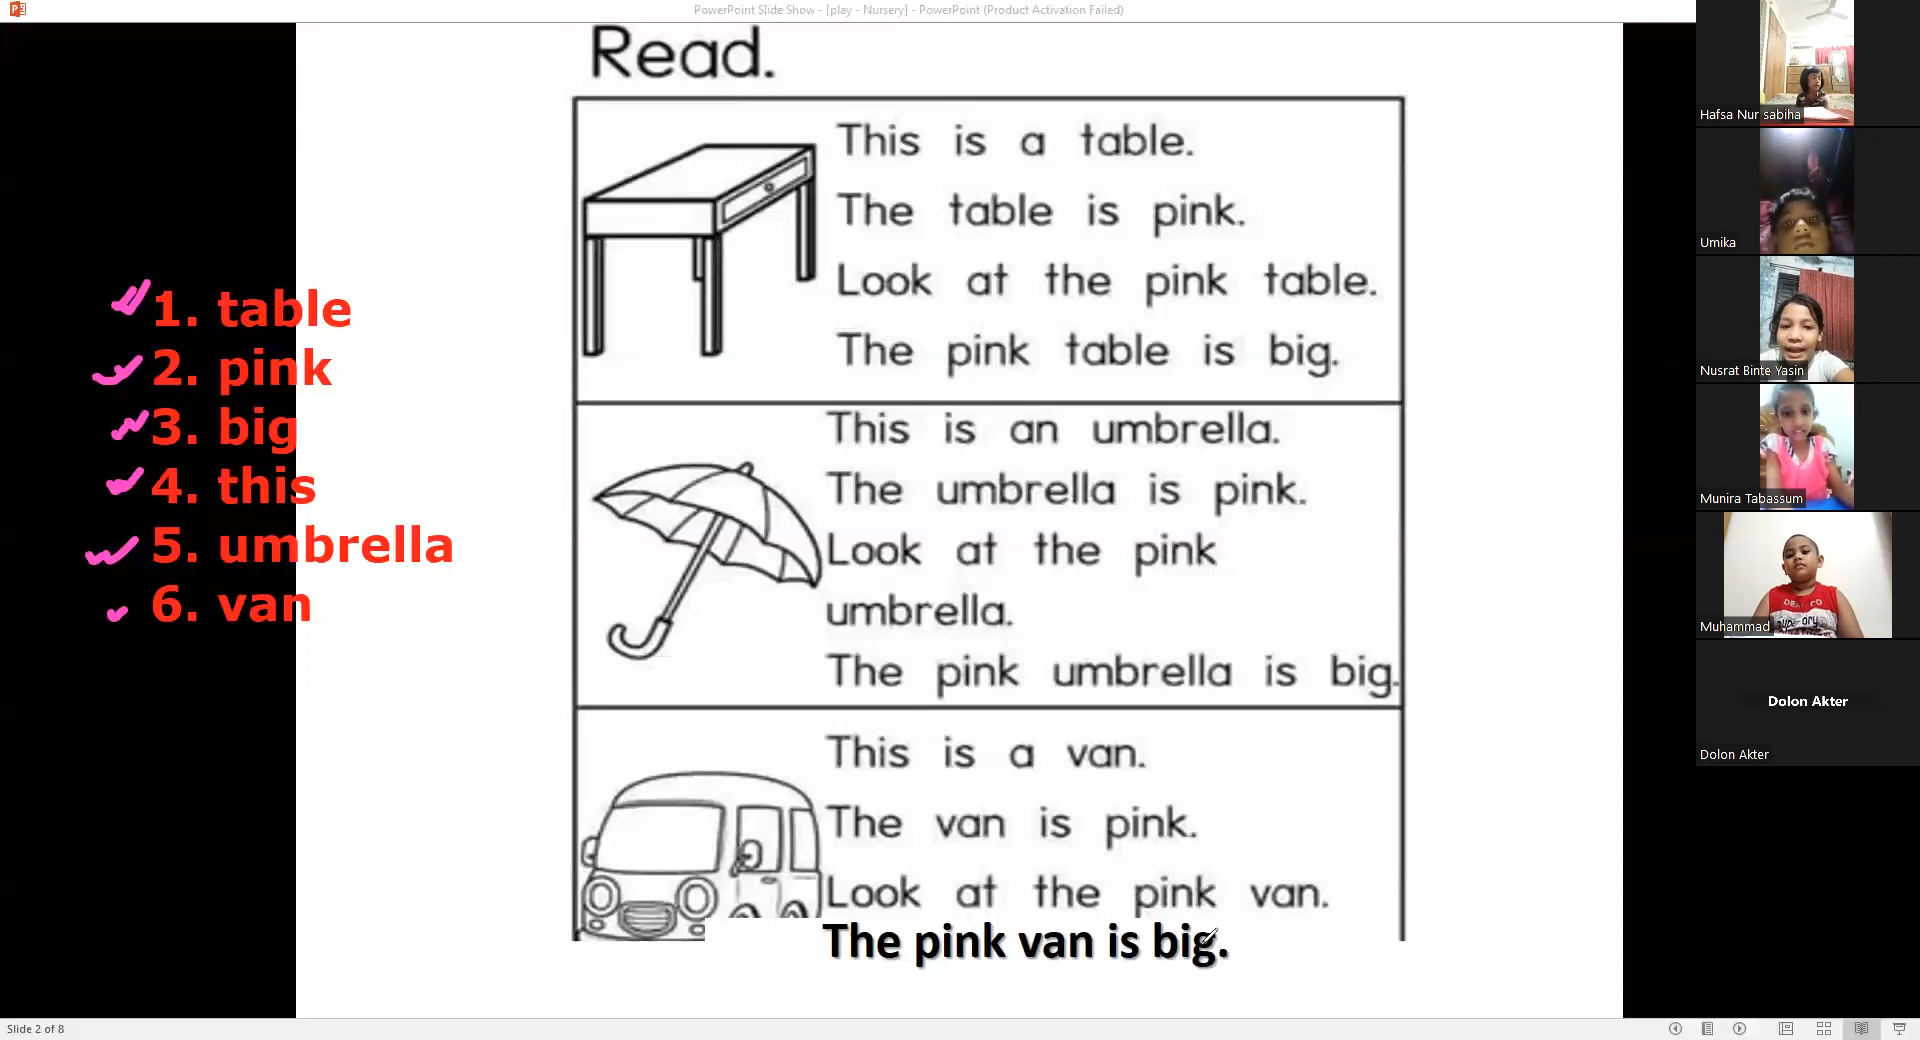 PowerPoint Slide Show - [play - Nursery] - PowerPoint (Product Activation Failed)
Read.
This is a table.
The table is pink.
Look at the pink table.
The pink table is big.
This is an umbrella.
The umbrella is pink.
Look at the pink
umbrella.
The pink umbrella is big.
This is a van.
The van is pink.
Look at the pink van.
The pink van is big.
1. table
2. pink
3. big
4. this
5. umbrella
6. van
Hafsa Nur sabiha
Umika
Nusrat Binte Yasin
Munira Tabassum
Muhammad
Dolon Akter
Dolon Akter
Slide 2 of 8